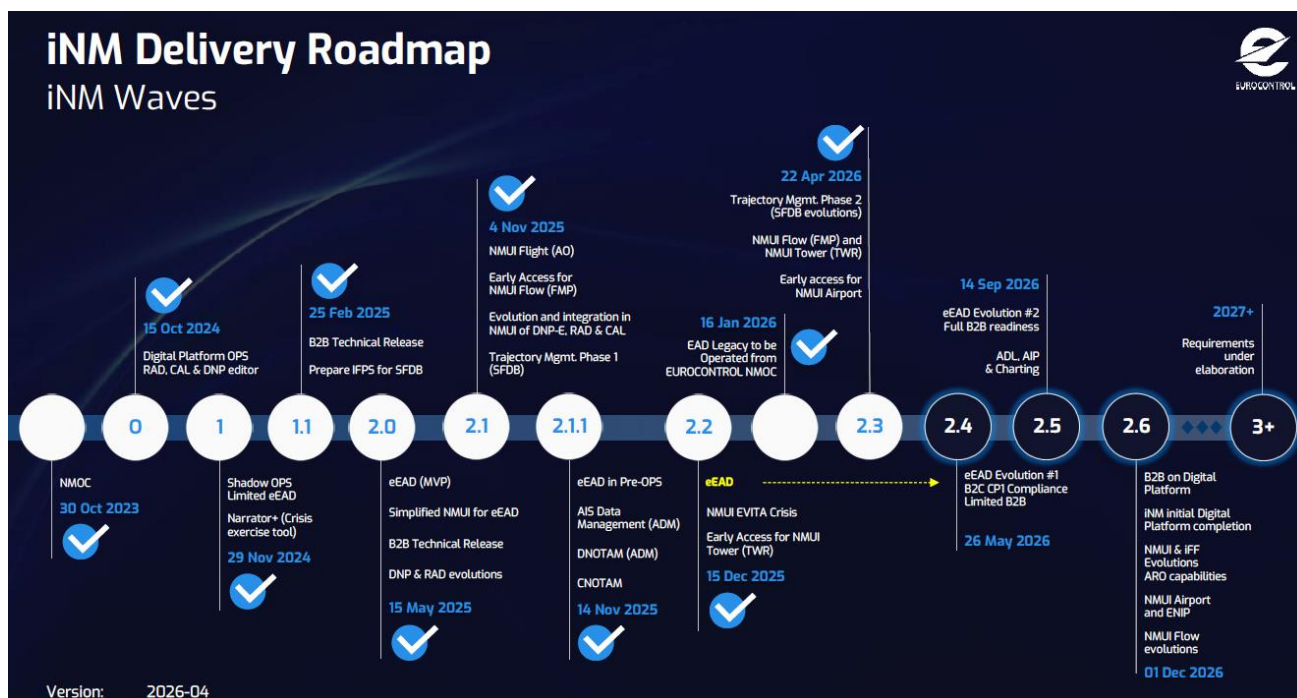 iNM Delivery Roadmap
iNM Waves
EUROCONTROL
NMOC
30 Oct 2023
15 Oct 2024
Digital Platform OPS
RAD, CAL & DNP editor
0
1
Shadow OPS
Limited eEAD
Narrator+ (Crisis
exercise tool)
29 Nov 2024
25 Feb 2025
B2B Technical Release
Prepare IFPS for SFDB
1.1
2.0
eEAD (MVP)
Simplified NMUI for eEAD
B2B Technical Release
DNP & RAD evolutions
15 May 2025
4 Nov 2025
NMUI Flight (AO)
Early Access for
NMUI Flow (FMP)
Evolution and integration in
NMUI of DNP-E, RAD & CAL
Trajectory Mgmt. Phase 1
(SFDB)
2.1
2.1.1
eEAD in Pre-OPS
AIS Data
Management (ADM)
DNOTAM (ADM)
CNOTAM
14 Nov 2025
2.2
eEAD
NMUI EVITA Crisis
Early Access for NMUI
Tower (TWR)
15 Dec 2025
16 Jan 2026
EAD Legacy to be
Operated from
EUROCONTROL NMOC
22 Apr 2026
Trajectory Mgmt. Phase 2
(SFDB evolutions)
NMUI Flow (FMP) and
NMUI Tower (TWR)
Early access for
NMUI Airport
2.3
2.4
eEAD Evolution #1
B2C CP1 Compliance
Limited B2B
26 May 2026
14 Sep 2026
eEAD Evolution #2
Full B2B readiness
ADL, AIP
& Charting
2.5
2.6
B2B on Digital
Platform
iNM initial Digital
Platform completion
NMUI & iFF
Evolutions
ARO capabilities
NMUI Airport
and ENIP
NMUI Flow
evolutions
01 Dec 2026
2027+
Requirements
under
elaboration
3+
Version: 2026-04